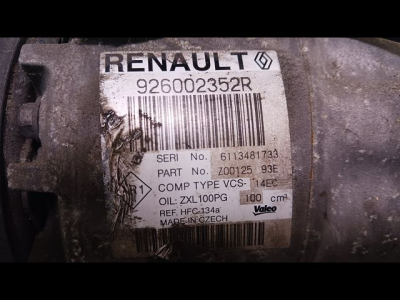 RENAULT
926002352R
SERI No. 6113481733
PART No. Z00125 93E
R1 COMP TYPE VCS- 14EC
OIL: ZXL100PG 100 cm³
REF. HFC-134a
MADE-IN-CZECH Valeo